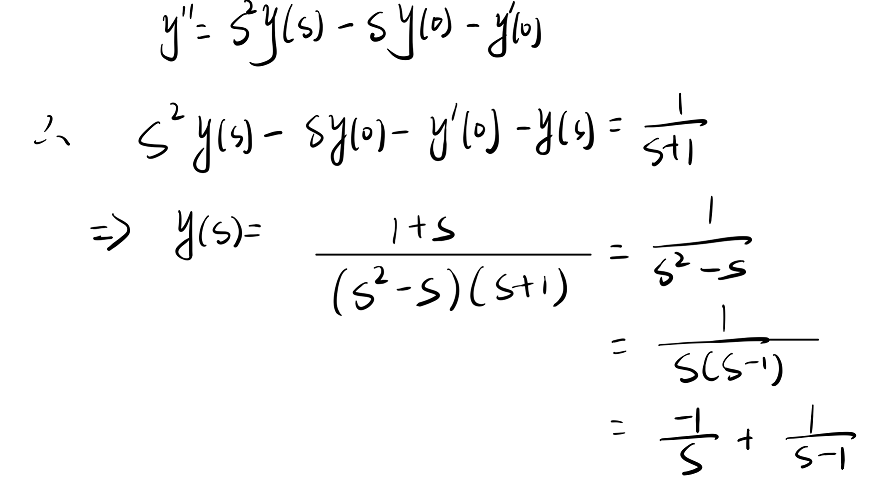 y'' = s²y(s) - sy(0) - y'(0)
∴ s²y(s) - sy(0) - y'(0) - y(s) = 1/(s+1)
=> y(s) = (1+s)/((s²-s)(s+1)) = 1/(s²-s)
= 1/(s(s-1))
= -1/s + 1/(s-1)